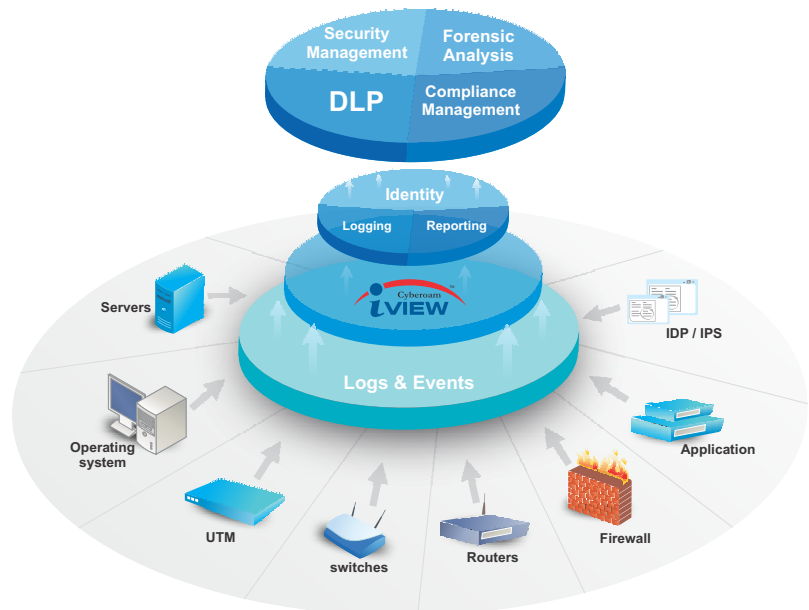 Security
Management
Forensic
Analysis
DLP
Compliance
Management
Identity
Logging
Reporting
Cyberoam
iVIEW
TM
Logs & Events
Servers
IDP / IPS
Operating
system
Application
UTM
Firewall
switches
Routers